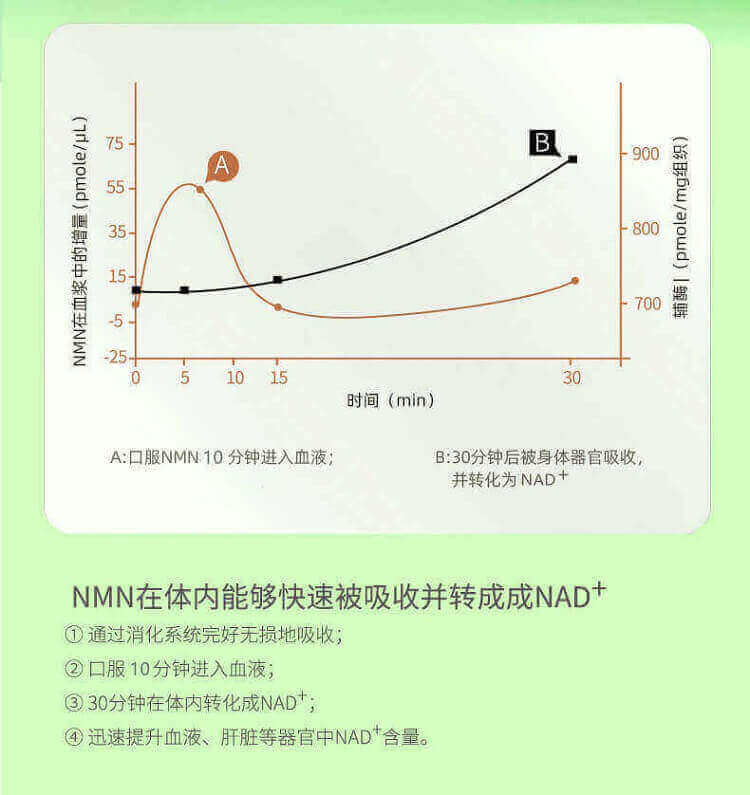 NMN在血浆中的增量(pmole/μL)
75
55
35
15
-5
-25
A
B
900
800
700
辅酶Ⅰ(pmole/mg组织)
0 5 10 15 30
时间(min)
A:口服NMN 10 分钟进入血液;
B:30分钟后被身体器官吸收,
并转化为 NAD⁺
NMN在体内能够快速被吸收并转成成NAD⁺
① 通过消化系统完好无损地吸收;
② 口服 10分钟进入血液;
③ 30分钟在体内转化成NAD⁺;
④ 迅速提升血液、肝脏等器官中NAD⁺含量。